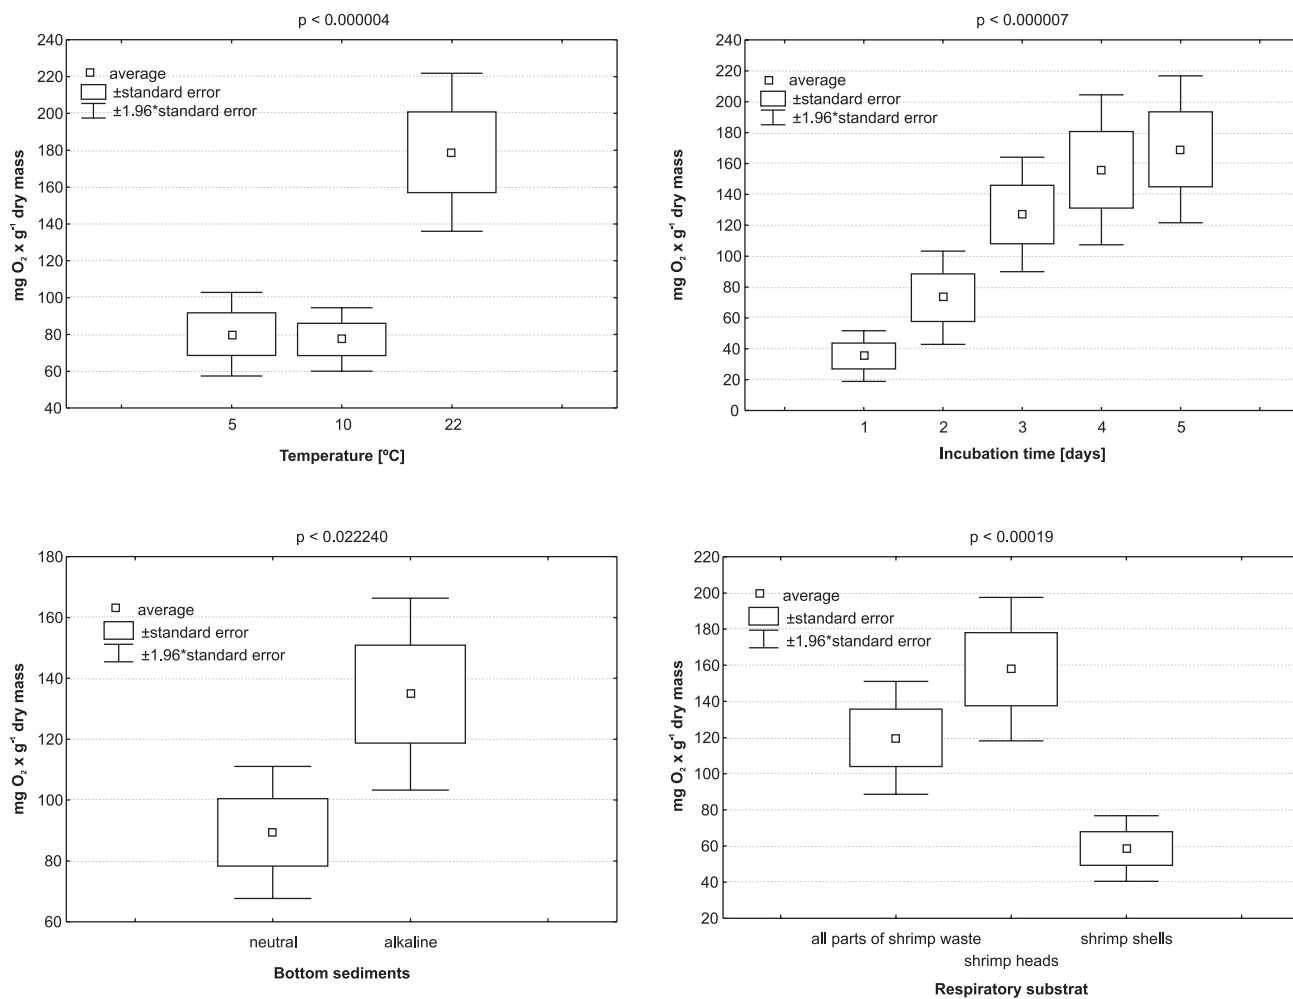 p < 0.000004
240
220
200
180
160
140
120
100
80
60
40
mg O₂ x g⁻¹ dry mass
average
±standard error
±1.96*standard error
5 10 22
Temperature [ºC]
p < 0.000007
240
220
200
180
160
140
120
100
80
60
40
20
0
mg O₂ x g⁻¹ dry mass
average
±standard error
±1.96*standard error
1 2 3 4 5
Incubation time [days]
p < 0.022240
180
160
140
120
100
80
60
mg O₂ x g⁻¹ dry mass
average
±standard error
±1.96*standard error
neutral alkaline
Bottom sediments
p < 0.00019
220
200
180
160
140
120
100
80
60
40
20
mg O₂ x g⁻¹ dry mass
average
±standard error
±1.96*standard error
all parts of shrimp waste shrimp shells
shrimp heads
Respiratory substrat